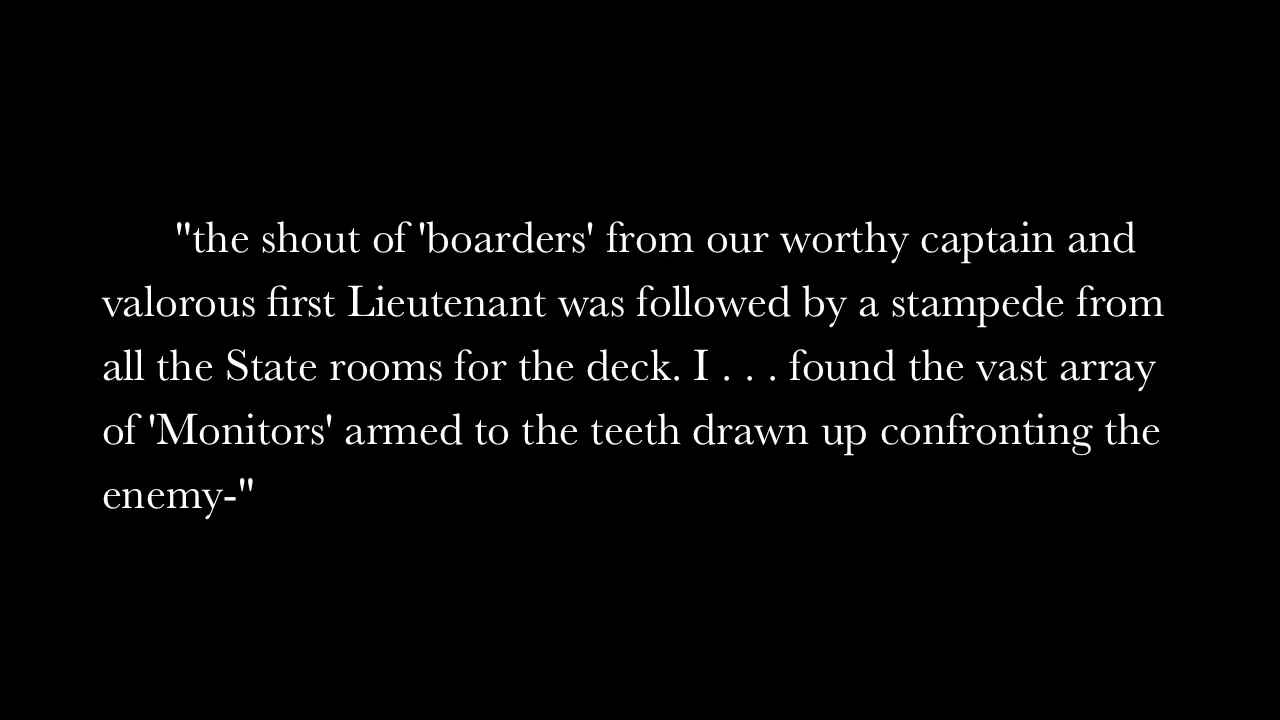 "the shout of 'boarders' from our worthy captain and
valorous first Lieutenant was followed by a stampede from
all the State rooms for the deck. I . . . found the vast array
of 'Monitors' armed to the teeth drawn up confronting the
enemy-"